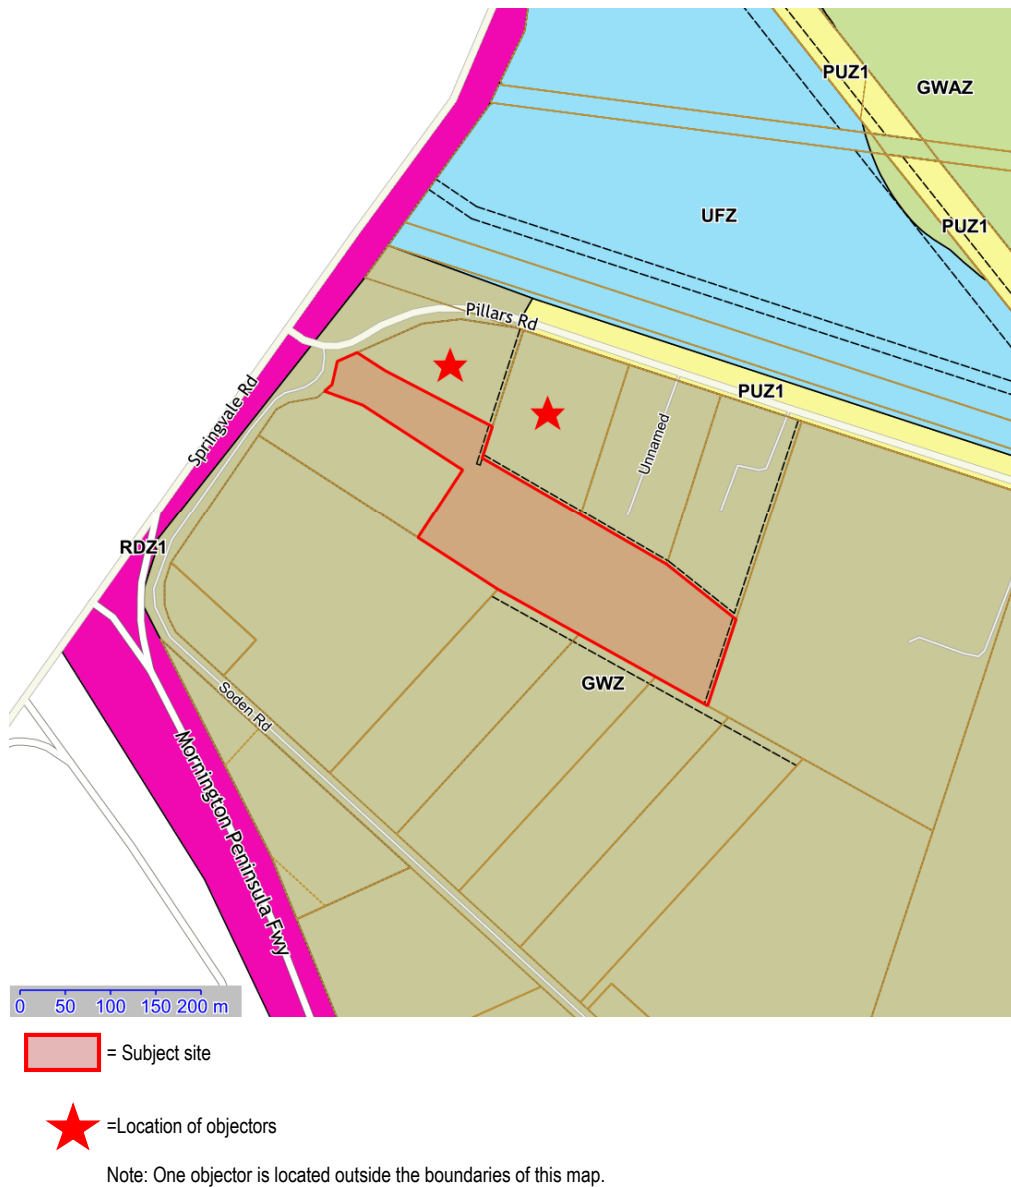 PUZ1
GWAZ
UFZ
PUZ1
Pillars Rd
PUZ1
Springvale Rd
Unnamed
RDZ1
GWZ
Soden Rd
Mornington Peninsula Fwy
0 50 100 150 200 m
= Subject site
=Location of objectors
Note: One objector is located outside the boundaries of this map.